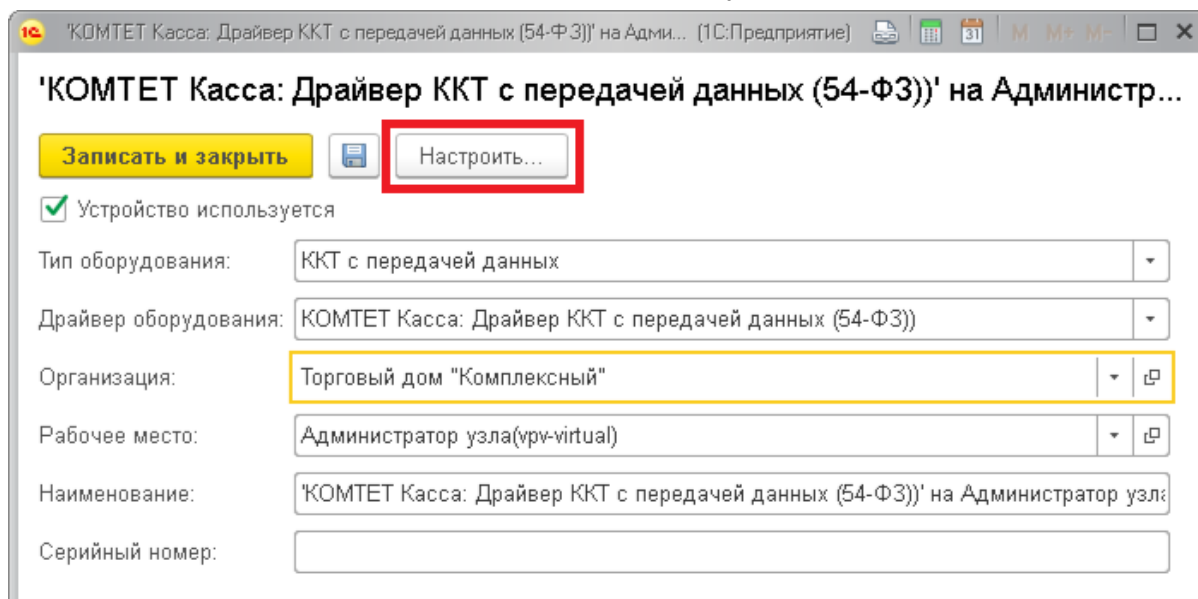 1С 'КОМТЕТ Касса: Драйвер ККТ с передачей данных (54-ФЗ))' на Адми... (1С:Предприятие) 31 M M+ M-
'КОМТЕТ Касса: Драйвер ККТ с передачей данных (54-ФЗ))' на Администр...
Записать и закрыть Настроить...
Устройство используется
Тип оборудования: ККТ с передачей данных
Драйвер оборудования: КОМТЕТ Касса: Драйвер ККТ с передачей данных (54-ФЗ))
Организация: Торговый дом "Комплексный"
Рабочее место: Администратор узла(vpv-virtual)
Наименование: 'КОМТЕТ Касса: Драйвер ККТ с передачей данных (54-ФЗ))' на Администратор узла
Серийный номер: